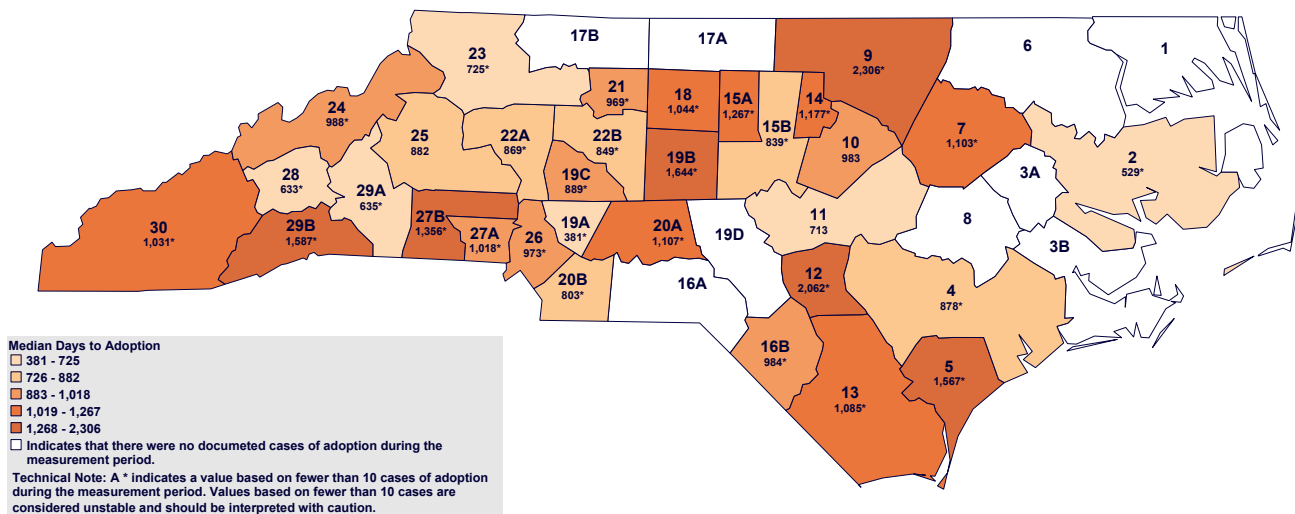 17B
17A
6
1
23
725*
9
2,306*
24
988*
21
969*
18
1,044*
15A
1,267*
14
1,177*
15B
839*
7
1,103*
25
882
22A
869*
22B
849*
10
983
2
529*
28
633*
29A
635*
19C
889*
19B
1,644*
3A
30
1,031*
29B
1,587*
27B
1,356*
27A
1,018*
26
973*
19A
381*
20A
1,107*
19D
11
713
8
3B
20B
803*
16A
12
2,062*
4
878*
16B
984*
13
1,085*
5
1,567*
Median Days to Adoption
381 - 725
726 - 882
883 - 1,018
1,019 - 1,267
1,268 - 2,306
Indicates that there were no documeted cases of adoption during the
measurement period.
Technical Note: A * indicates a value based on fewer than 10 cases of adoption
during the measurement period. Values based on fewer than 10 cases are
considered unstable and should be interpreted with caution.